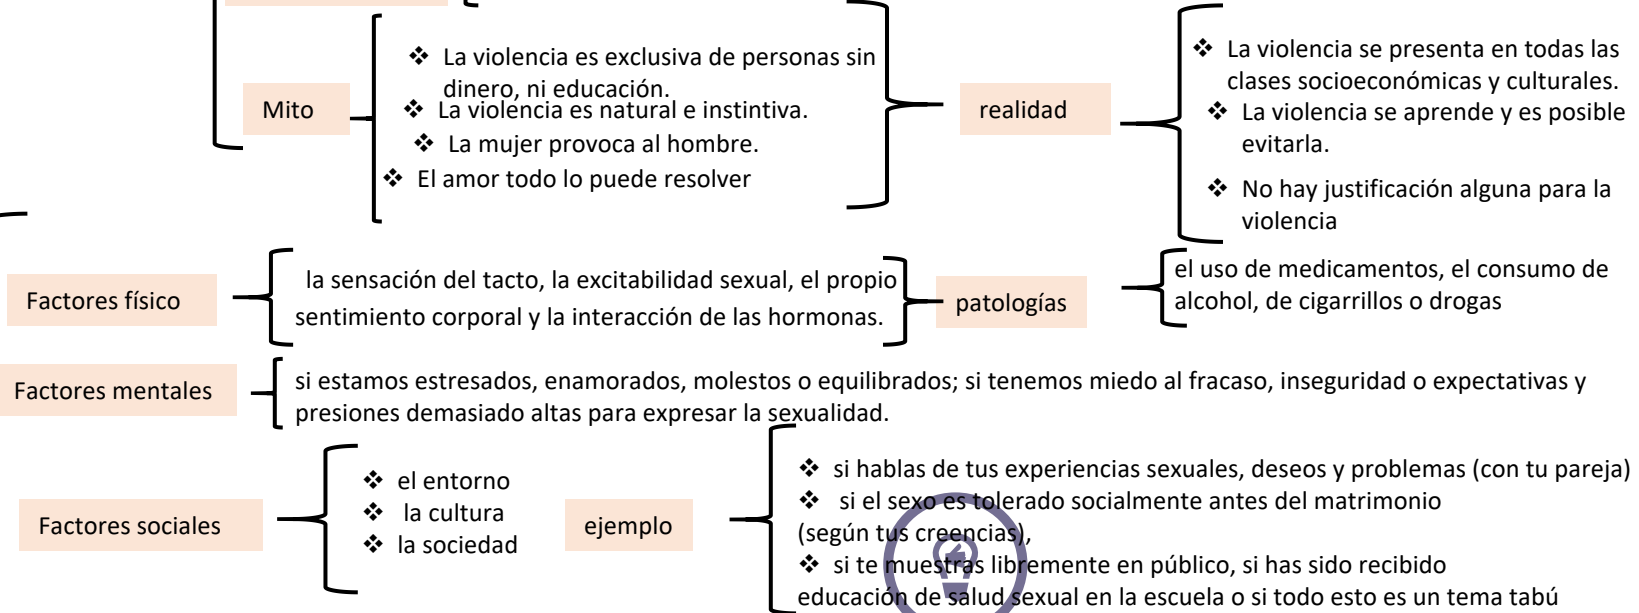 Mito
❖ La violencia es exclusiva de personas sin
dinero, ni educación.
❖ La violencia es natural e instintiva.
❖ La mujer provoca al hombre.
❖ El amor todo lo puede resolver
realidad
❖ La violencia se presenta en todas las
clases socioeconómicas y culturales.
❖ La violencia se aprende y es posible
evitarla.
❖ No hay justificación alguna para la
violencia
Factores físico
la sensación del tacto, la excitabilidad sexual, el propio
sentimiento corporal y la interacción de las hormonas.
patologías
el uso de medicamentos, el consumo de
alcohol, de cigarrillos o drogas
Factores mentales
si estamos estresados, enamorados, molestos o equilibrados; si tenemos miedo al fracaso, inseguridad o expectativas y
presiones demasiado altas para expresar la sexualidad.
Factores sociales
❖ el entorno
❖ la cultura
❖ la sociedad
ejemplo
❖ si hablas de tus experiencias sexuales, deseos y problemas (con tu pareja)
❖ si el sexo es tolerado socialmente antes del matrimonio
(según tus creencias),
❖ si te muestras libremente en público, si has sido recibido
educación de salud sexual en la escuela o si todo esto es un tema tabú